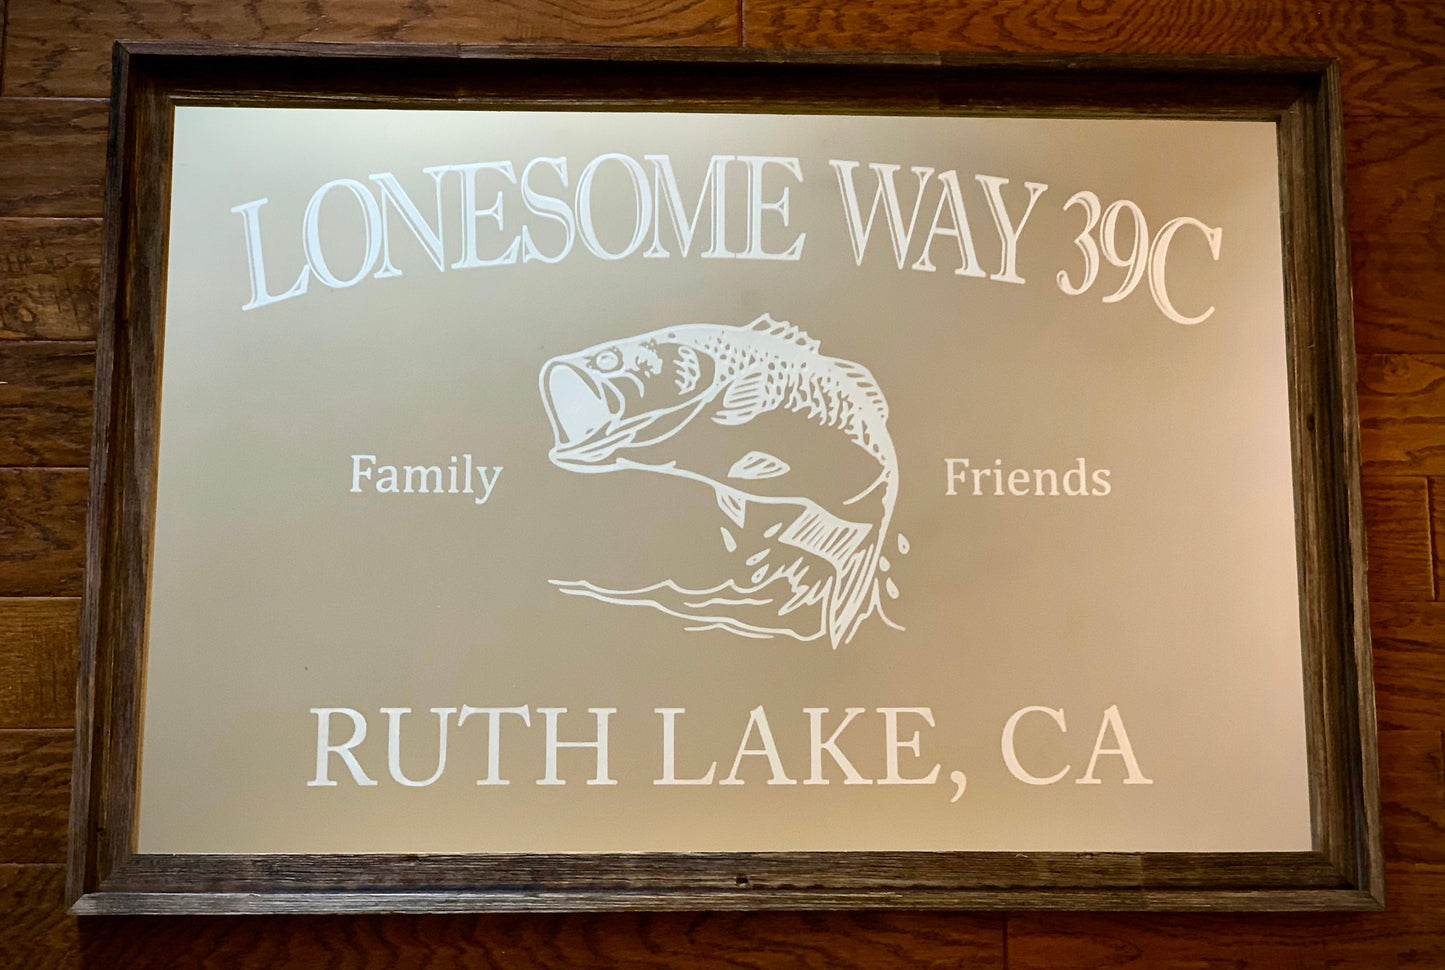 LONESOME WAY 39C
Family Friends
RUTH LAKE, CA